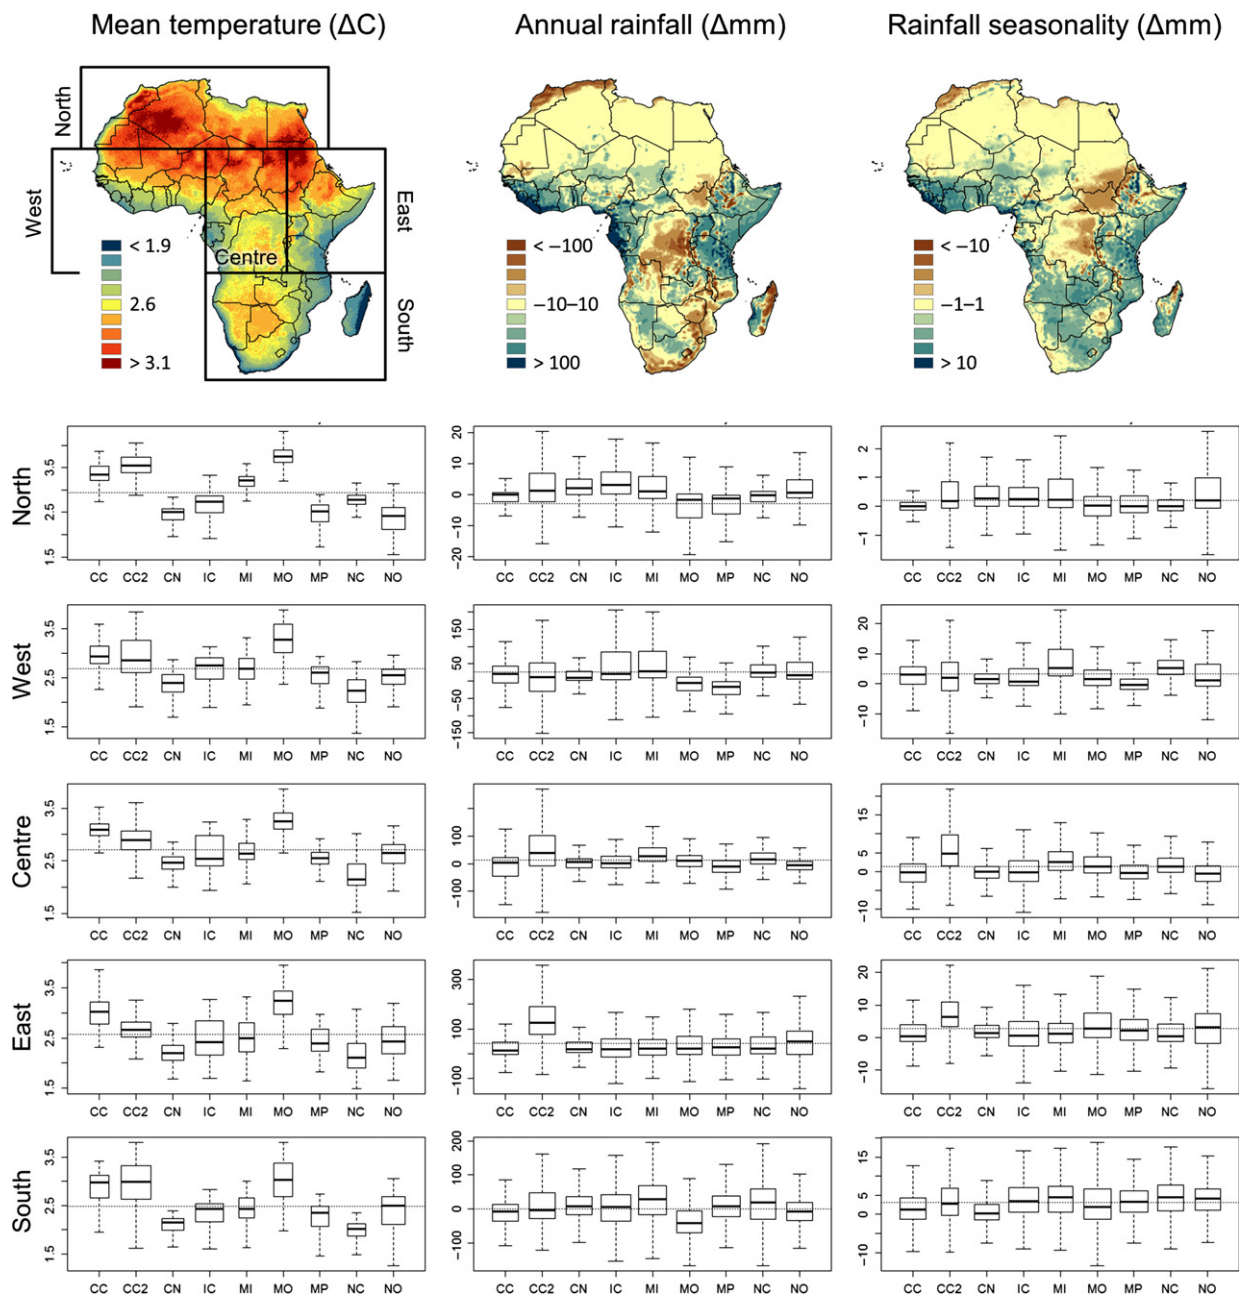 Mean temperature (ΔC) Annual rainfall (Δmm) Rainfall seasonality (Δmm)
North
West
East
South
Centre
< 1.9
2.6
> 3.1
< −100
−10–10
> 100
< −10
−1–1
> 10
North
3.5
2.5
1.5
CC CC2 CN IC MI MO MP NC NO
20
10
0
−10
−20
CC CC2 CN IC MI MO MP NC NO
2
1
0
−1
CC CC2 CN IC MI MO MP NC NO
West
3.5
2.5
1.5
CC CC2 CN IC MI MO MP NC NO
150
50
−50
−150
CC CC2 CN IC MI MO MP NC NO
20
10
0
−10
CC CC2 CN IC MI MO MP NC NO
Centre
3.5
2.5
1.5
CC CC2 CN IC MI MO MP NC NO
100
0
−100
CC CC2 CN IC MI MO MP NC NO
15
5
0
−10
CC CC2 CN IC MI MO MP NC NO
East
3.5
2.5
1.5
CC CC2 CN IC MI MO MP NC NO
300
100
−100
CC CC2 CN IC MI MO MP NC NO
20
10
0
−10
CC CC2 CN IC MI MO MP NC NO
South
3.5
2.5
1.5
CC CC2 CN IC MI MO MP NC NO
200
100
0
−100
CC CC2 CN IC MI MO MP NC NO
15
5
0
−10
CC CC2 CN IC MI MO MP NC NO